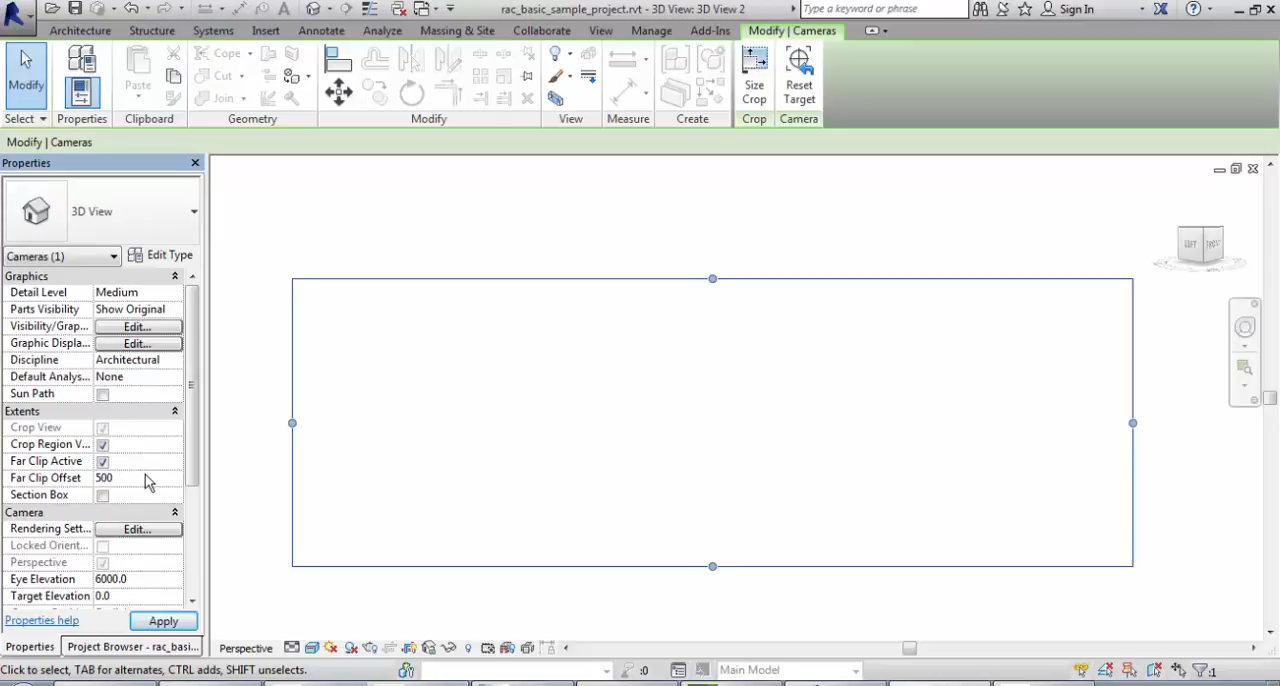 rac_basic_sample_project.rvt - 3D View: 3D View 2
Type a keyword or phrase
Sign In
Architecture Structure Systems Insert Annotate Analyze Massing & Site Collaborate View Manage Add-Ins Modify | Cameras
Modify
Paste
Cope
Cut
Join
Size Crop
Reset Target
Select Properties Clipboard Geometry Modify View Measure Create Crop Camera
Modify | Cameras
Properties
3D View
Cameras (1) Edit Type
Graphics
Detail Level Medium
Parts Visibility Show Original
Visibility/Grap... Edit...
Graphic Displa... Edit...
Discipline Architectural
Default Analys... None
Sun Path
Extents
Crop View
Crop Region V...
Far Clip Active
Far Clip Offset 500
Section Box
Camera
Rendering Sett... Edit...
Locked Orient...
Perspective
Eye Elevation 6000.0
Target Elevation 0.0
Properties help Apply
Properties Project Browser - rac_basi...
FRONT
Perspective
Click to select, TAB for alternates, CTRL adds, SHIFT unselects.
:0
Main Model
:1